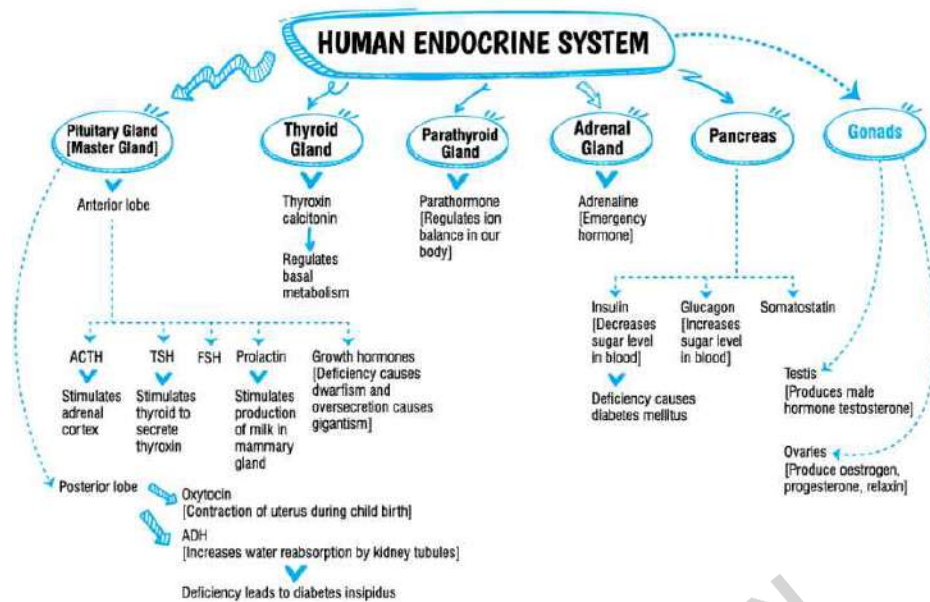 HUMAN ENDOCRINE SYSTEM
Pituitary Gland
[Master Gland]
Anterior lobe
ACTH
Stimulates
adrenal
cortex
TSH
Stimulates
thyroid to
secrete
thyroxin
FSH
Prolactin
Stimulates
production
of milk in
mammary
gland
Growth hormones
[Deficiency causes
dwarfism and
oversecretion causes
gigantism]
Posterior lobe
Oxytocin
[Contraction of uterus during child birth]
ADH
[Increases water reabsorption by kidney tubules]
Deficiency leads to diabetes insipidus
Thyroid
Gland
Thyroxin
calcitonin
Regulates
basal
metabolism
Parathyroid
Gland
Parathormone
[Regulates ion
balance in our
body]
Adrenal
Gland
Adrenaline
[Emergency
hormone]
Pancreas
Insulin
[Decreases
sugar level
in blood]
Deficiency causes
diabetes mellitus
Glucagon
[Increases
sugar level
in blood]
Somatostatin
Gonads
Testis
[Produces male
hormone testosterone]
Ovaries
[Produce oestrogen,
progesterone, relaxin]